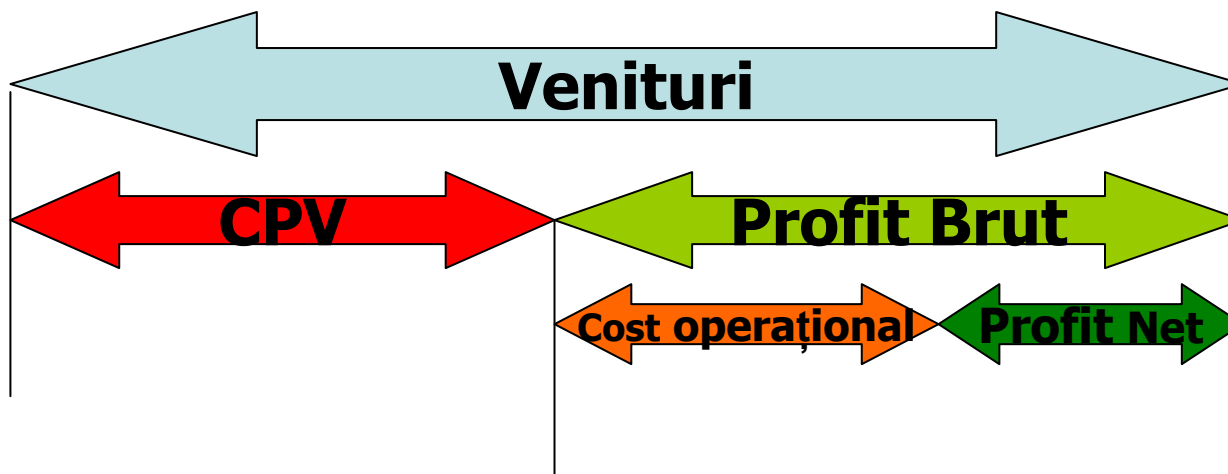 Venituri
CPV
Profit Brut
Cost operațional
Profit Net